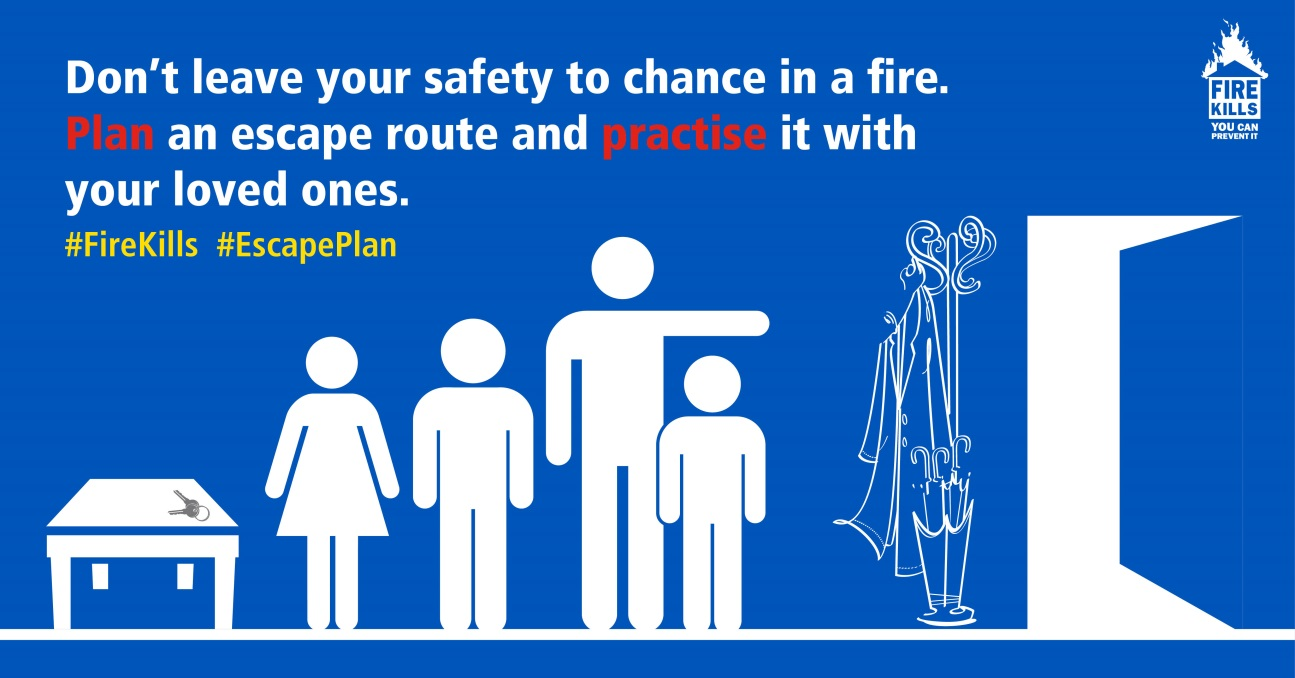 Don't leave your safety to chance in a fire.
Plan an escape route and practise it with
your loved ones.
#FireKills #EscapePlan
FIRE
KILLS
YOU CAN
PREVENT IT